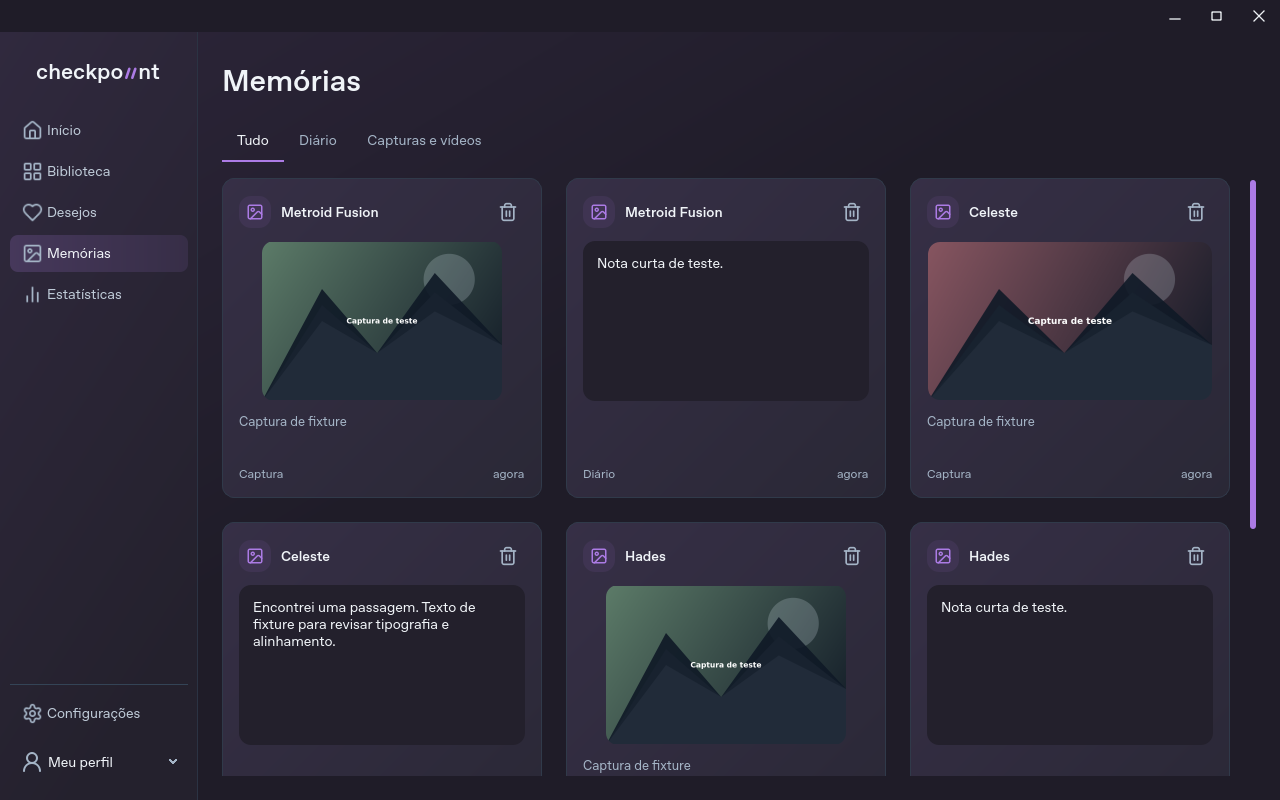 checkpo//nt
Início
Biblioteca
Desejos
Memórias
Estatísticas
Configurações
Meu perfil
Memórias
Tudo
Diário
Capturas e vídeos
Metroid Fusion
Captura de teste
Captura de fixture
Captura
agora
Metroid Fusion
Nota curta de teste.
Diário
agora
Celeste
Captura de teste
Captura de fixture
Captura
agora
Celeste
Encontrei uma passagem. Texto de
fixture para revisar tipografia e
alinhamento.
Hades
Captura de teste
Captura de fixture
Hades
Nota curta de teste.